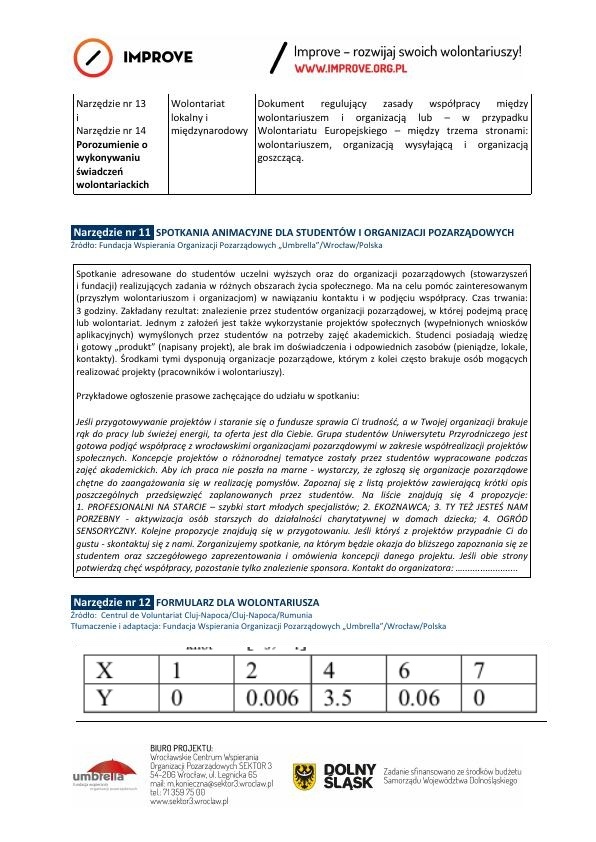 IMPROVE
Improve – rozwijaj swoich wolontariuszy!
WWW.IMPROVE.ORG.PL
Narzędzie nr 13
i
Narzędzie nr 14
Porozumienie o
wykonywaniu
świadczeń
wolontariackich
Wolontariat
lokalny i
międzynarodowy
Dokument regulujący zasady współpracy między
wolontariuszem i organizacją lub – w przypadku
Wolontariatu Europejskiego – między trzema stronami:
wolontariuszem, organizacją wysyłającą i organizacją
goszczącą.
Narzędzie nr 11 SPOTKANIA ANIMACYJNE DLA STUDENTÓW I ORGANIZACJI POZARZĄDOWYCH
Źródło: Fundacja Wspierania Organizacji Pozarządowych „Umbrella"/Wrocław/Polska
Spotkanie adresowane do studentów uczelni wyższych oraz do organizacji pozarządowych (stowarzyszeń
i fundacji) realizujących zadania w różnych obszarach życia społecznego. Ma na celu pomóc zainteresowanym
(przyszłym wolontariuszom i organizacjom) w nawiązaniu kontaktu i w podjęciu współpracy. Czas trwania:
3 godziny. Zakładany rezultat: znalezienie przez studentów organizacji pozarządowej, w której podejmą pracę
lub wolontariat. Jednym z założeń jest także wykorzystanie projektów społecznych (wypełnionych wniosków
aplikacyjnych) wymyślonych przez studentów na potrzeby zajęć akademickich. Studenci posiadają wiedzę
i gotowy „produkt" (napisany projekt), ale brak im doświadczenia i odpowiednich zasobów (pieniądze, lokale,
kontakty). Środkami tymi dysponują organizacje pozarządowe, którym z kolei często brakuje osób mogących
realizować projekty (pracowników i wolontariuszy).
Przykładowe ogłoszenie prasowe zachęcające do udziału w spotkaniu:
Jeśli przygotowywanie projektów i staranie się o fundusze sprawia Ci trudność, a w Twojej organizacji brakuje
rąk do pracy lub świeżej energii, ta oferta jest dla Ciebie. Grupa studentów Uniwersytetu Przyrodniczego jest
gotowa podjąć współpracę z wrocławskimi organizacjami pozarządowymi w zakresie współrealizacji projektów
społecznych. Koncepcje projektów o różnorodnej tematyce zostały przez studentów wypracowane podczas
zajęć akademickich. Aby ich praca nie poszła na marne - wystarczy, że zgłoszą się organizacje pozarządowe
chętne do zaangażowania się w realizację pomysłów. Zapoznaj się z listą projektów zawierającą krótki opis
poszczególnych przedsięwzięć zaplanowanych przez studentów. Na liście znajdują się 4 propozycje:
1. PROFESJONALNI NA STARCIE – szybki start młodych specjalistów; 2. EKOZNAWCA; 3. TY TEŻ JESTEŚ NAM
PORZEBNY - aktywizacja osób starszych do działalności charytatywnej w domach dziecka; 4. OGRÓD
SENSORYCZNY. Kolejne propozycje znajdują się w przygotowaniu. Jeśli któryś z projektów przypadnie Ci do
gustu - skontaktuj się z nami. Zorganizujemy spotkanie, na którym będzie okazja do bliższego zapoznania się ze
studentem oraz szczegółowego zaprezentowania i omówienia koncepcji danego projektu. Jeśli obie strony
potwierdzą chęć współpracy, pozostanie tylko znalezienie sponsora. Kontakt do organizatora: ........................
Narzędzie nr 12 FORMULARZ DLA WOLONTARIUSZA
Źródło: Centrul de Voluntariat Cluj-Napoca/Cluj-Napoca/Rumunia
Tłumaczenie i adaptacja: Fundacja Wspierania Organizacji Pozarządowych „Umbrella"/Wrocław/Polska
X 1 2 4 6 7
Y 0 0.006 3.5 0.06 0
umbrella
fundacja wspierania
organizacji pozarządowych
BIURO PROJEKTU:
Wrocławskie Centrum Wspierania
Organizacji Pozarządowych SEKTOR 3
54-206 Wrocław, ul. Legnicka 65
mail: m.konieczna@sektor3.wroclaw.pl
tel.: 71 359 75 00
www.sektor3.wroclaw.pl
DOLNY
ŚLĄSK
Zadanie sfinansowano ze środków budżetu
Samorządu Województwa Dolnośląskiego